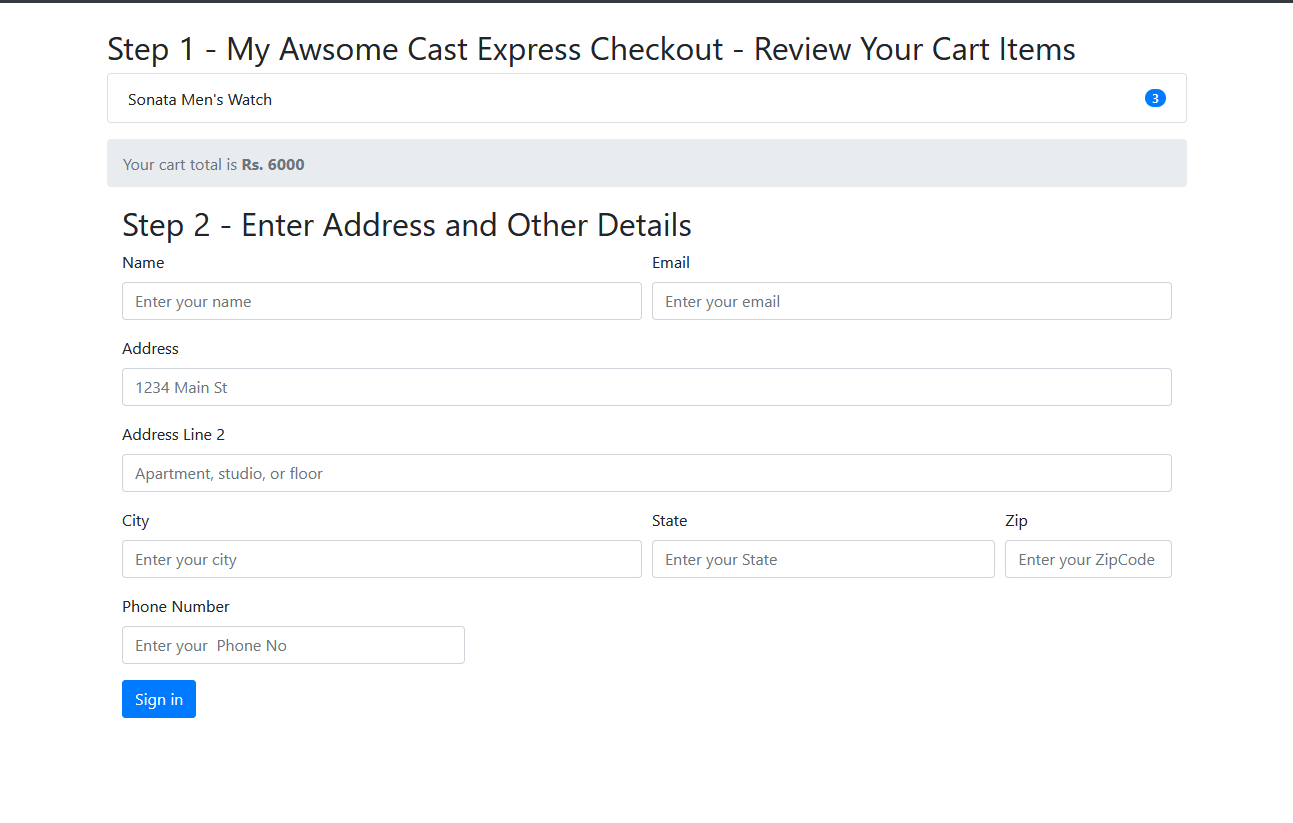 Step 1 - My Awsome Cast Express Checkout - Review Your Cart Items
Sonata Men's Watch 3
Your cart total is Rs. 6000
Step 2 - Enter Address and Other Details
Name Email
Enter your name Enter your email
Address
1234 Main St
Address Line 2
Apartment, studio, or floor
City State Zip
Enter your city Enter your State Enter your ZipCode
Phone Number
Enter your  Phone No
Sign in